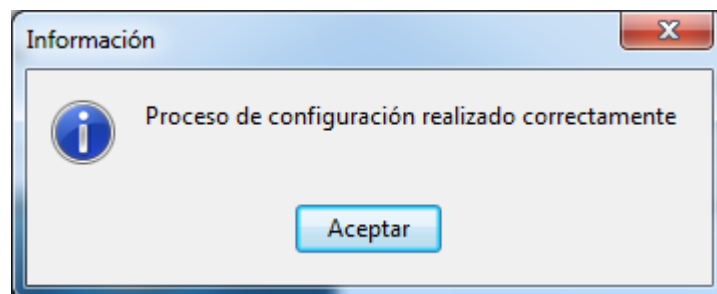 Información
Proceso de configuración realizado correctamente
Aceptar